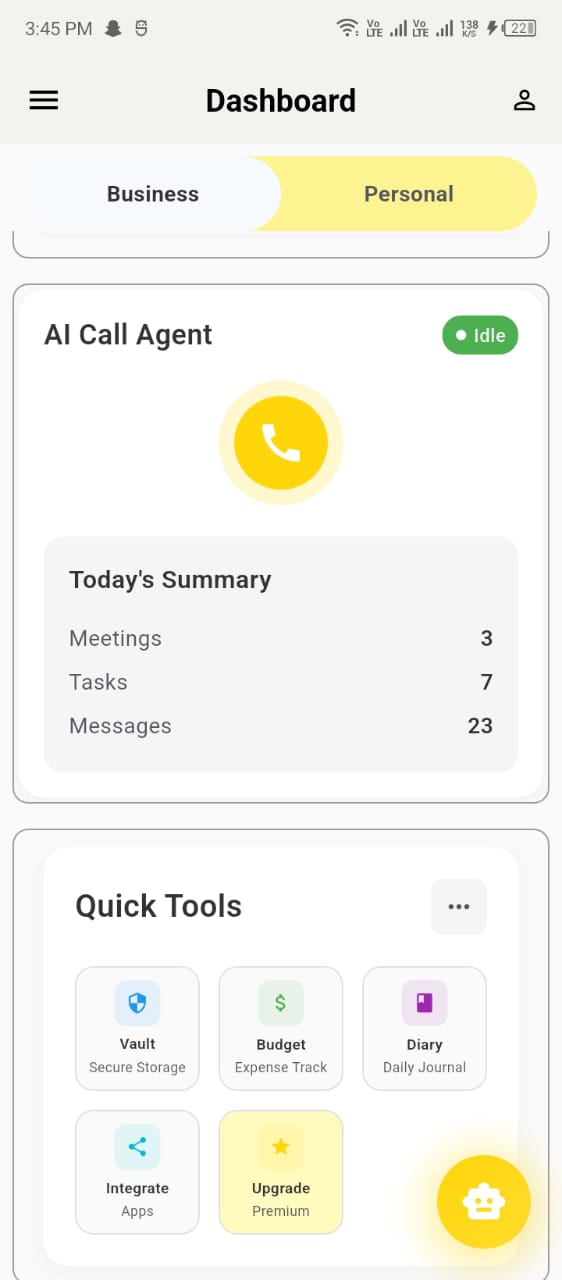 3:45 PM
Vo LTE Vo LTE 138 K/S 22
Dashboard
Business Personal
AI Call Agent Idle
Today's Summary
Meetings 3
Tasks 7
Messages 23
Quick Tools
Vault Budget Diary
Secure Storage Expense Track Daily Journal
Integrate Upgrade
Apps Premium